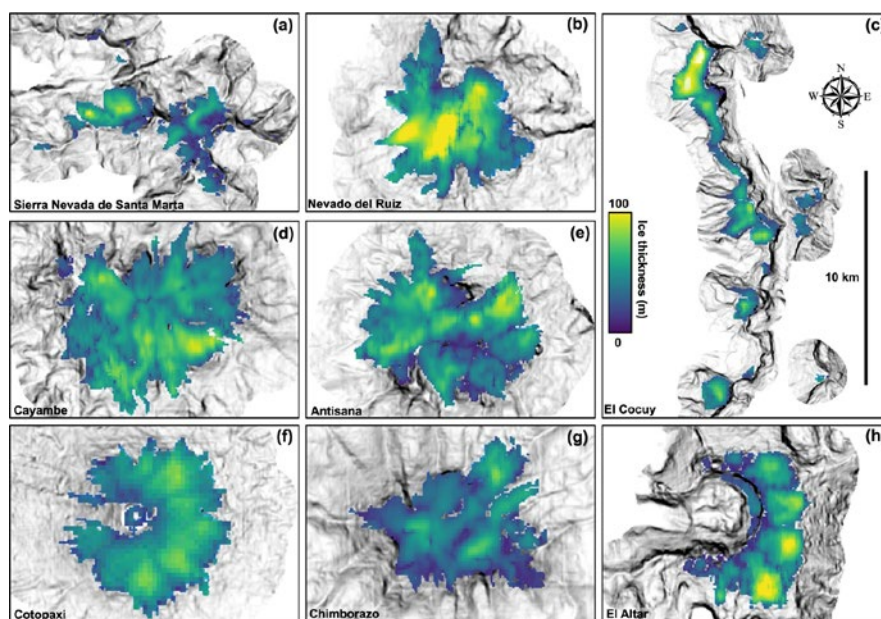 (a)
Sierra Nevada de Santa Marta
(b)
Nevado del Ruiz
(c)
N
W E
S
100
Ice thickness (m)
0
10 km
El Cocuy
(d)
Cayambe
(e)
Antisana
(f)
Cotopaxi
(g)
Chimborazo
(h)
El Altar